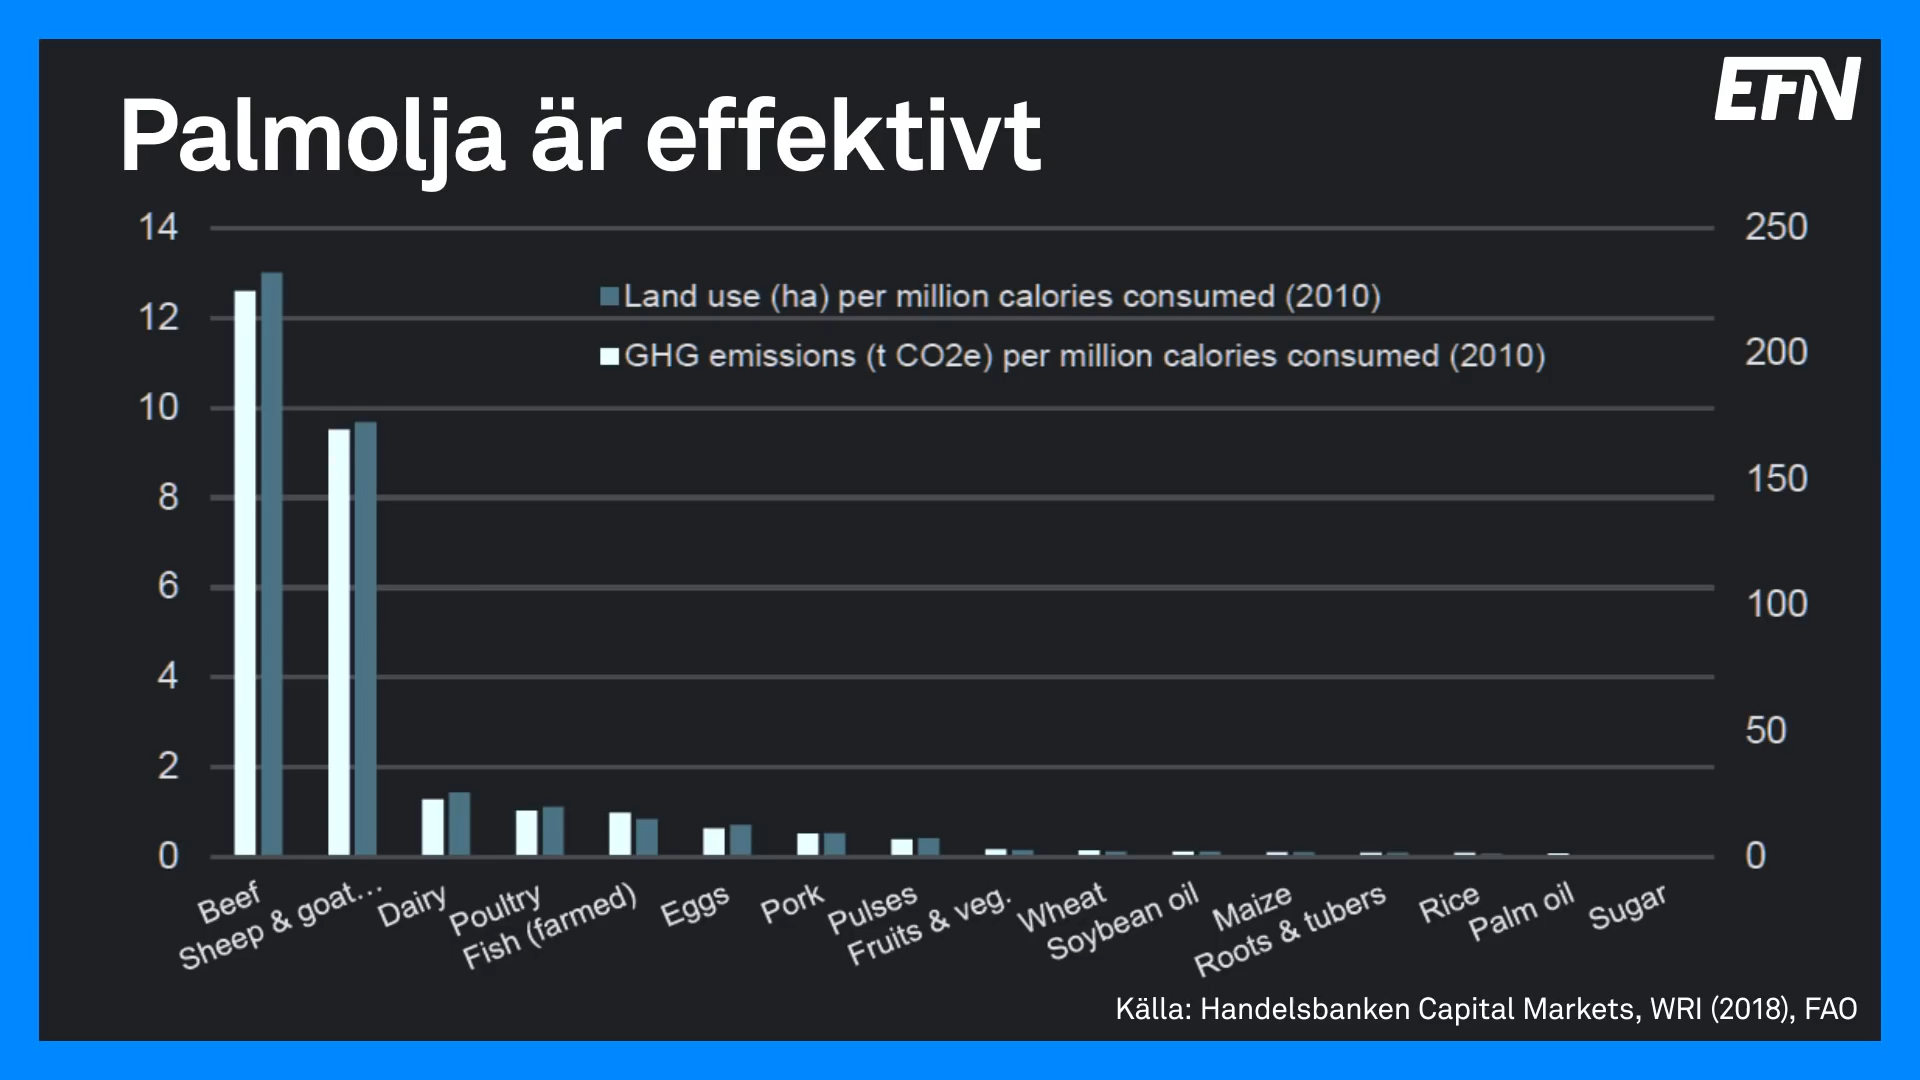 EFN
Palmolja är effektivt
14
12
10
8
6
4
2
0
250
200
150
100
50
0
Land use (ha) per million calories consumed (2010)
GHG emissions (t CO2e) per million calories consumed (2010)
Beef
Sheep & goat...
Dairy
Poultry
Fish (farmed)
Eggs
Pork
Pulses
Fruits & veg.
Wheat
Soybean oil
Maize
Roots & tubers
Rice
Palm oil
Sugar
Källa: Handelsbanken Capital Markets, WRI (2018), FAO